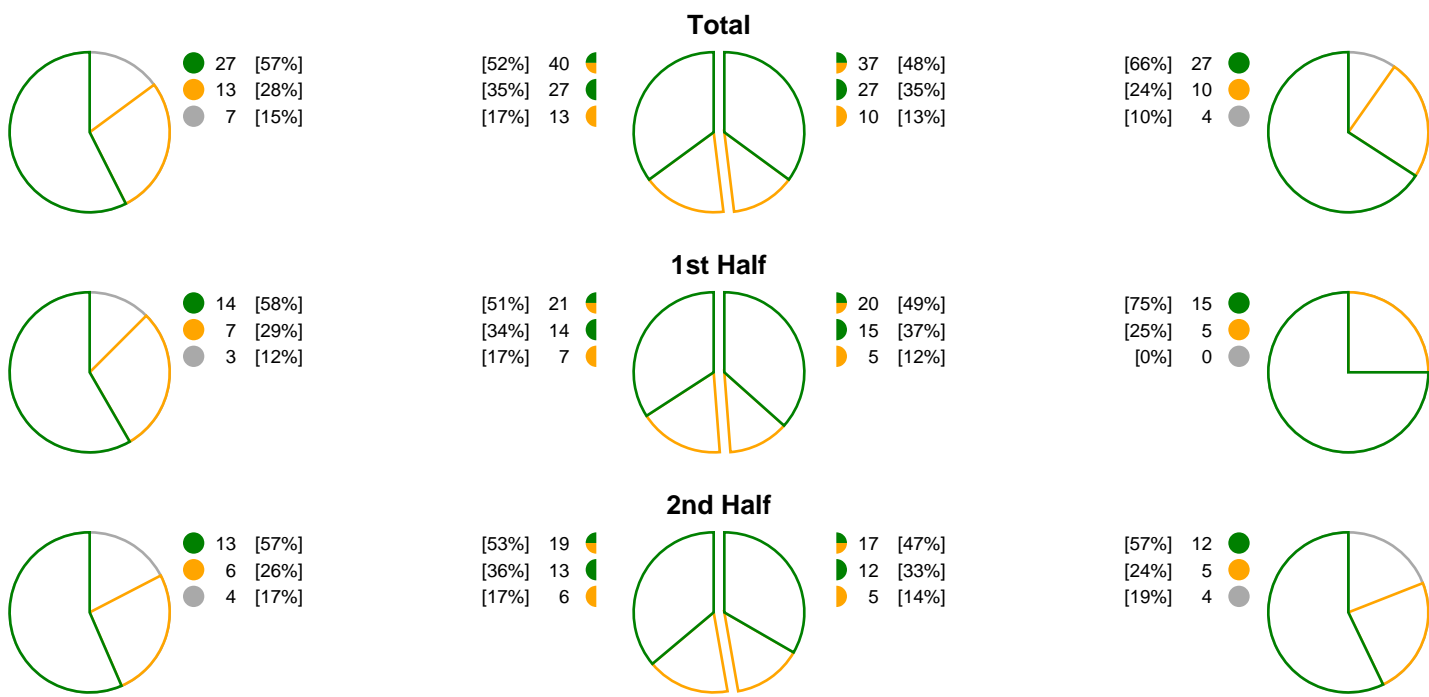 Total
27 [57%] [52%] 40 37 [48%] [66%] 27
13 [28%] [35%] 27 27 [35%] [24%] 10
7 [15%] [17%] 13 10 [13%] [10%] 4
1st Half
14 [58%] [51%] 21 20 [49%] [75%] 15
7 [29%] [34%] 14 15 [37%] [25%] 5
3 [12%] [17%] 7 5 [12%] [0%] 0
2nd Half
13 [57%] [53%] 19 17 [47%] [57%] 12
6 [26%] [36%] 13 12 [33%] [24%] 5
4 [17%] [17%] 6 5 [14%] [19%] 4